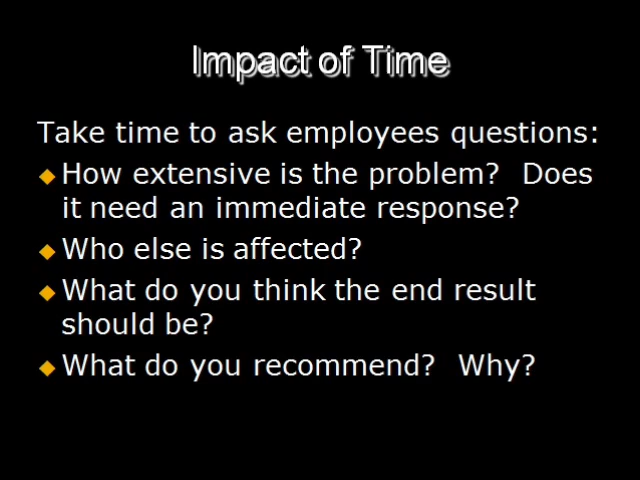 Impact of Time
Take time to ask employees questions:
How extensive is the problem?  Does
it need an immediate response?
Who else is affected?
What do you think the end result
should be?
What do you recommend?  Why?